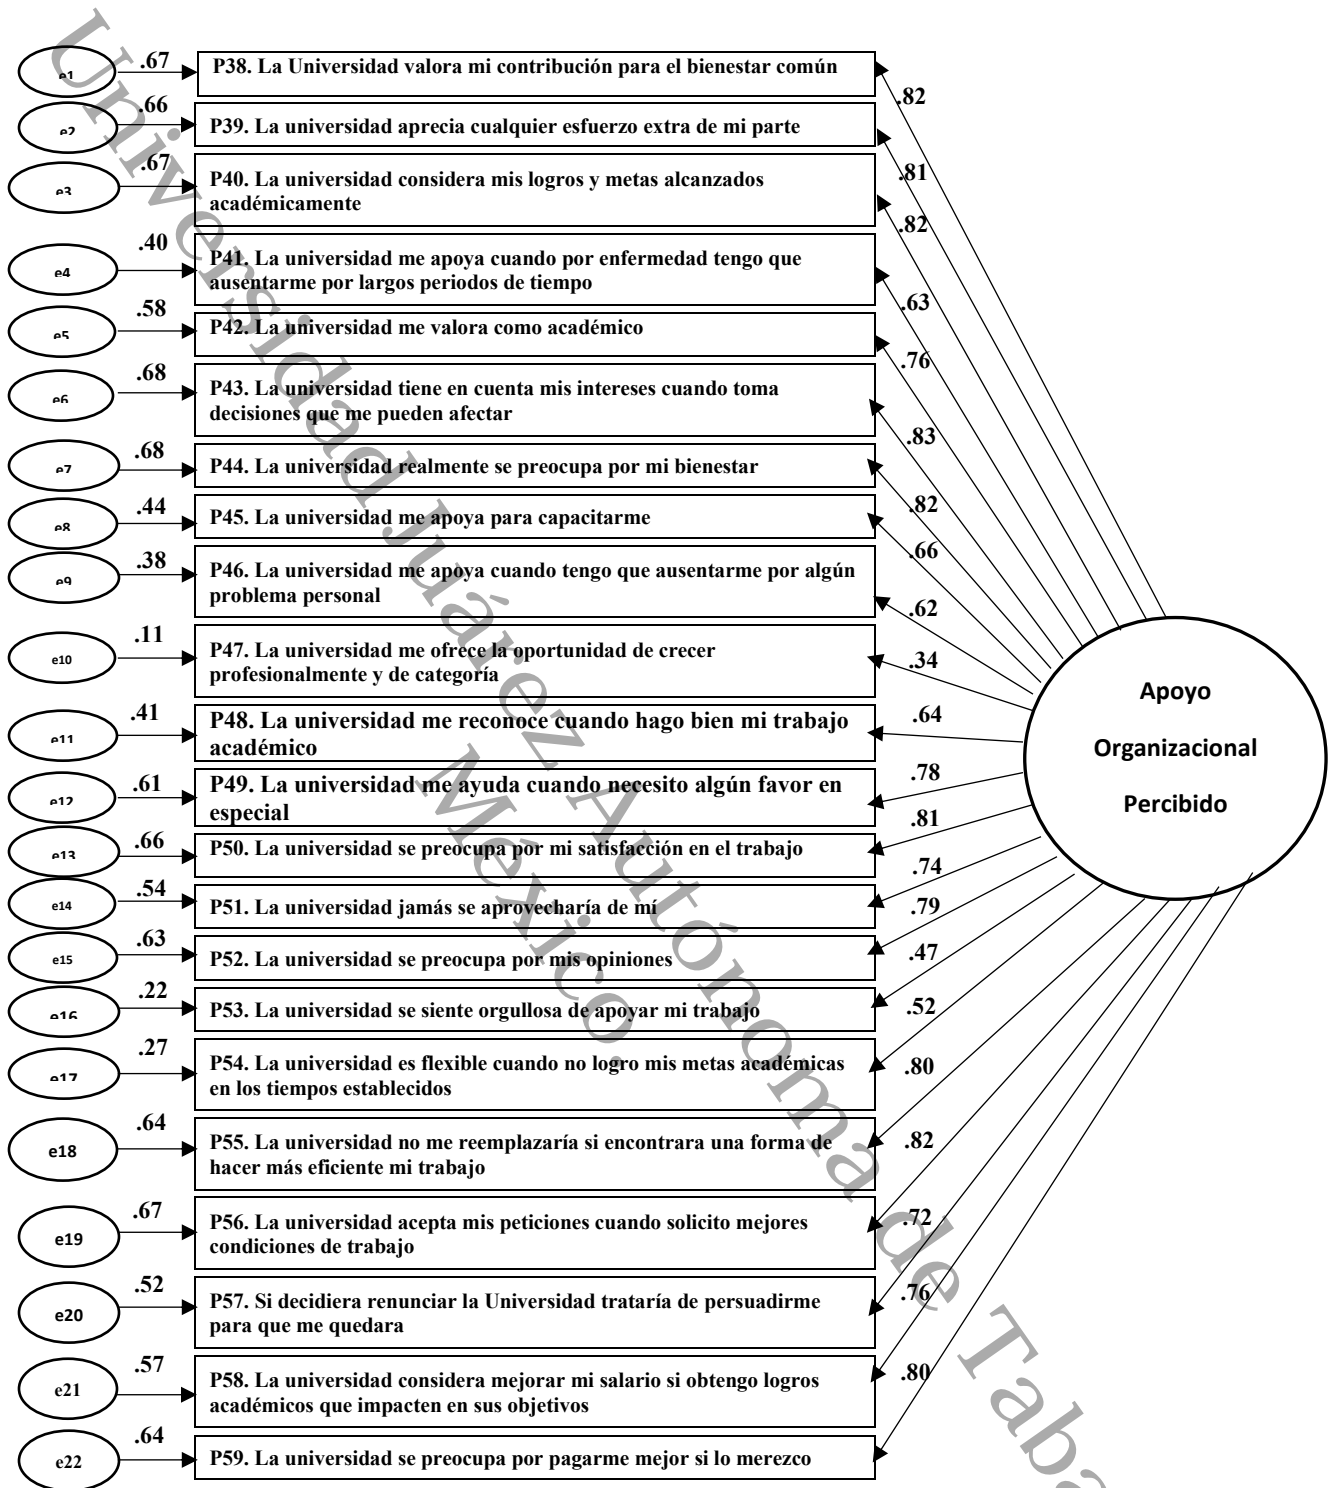 e1 .67 P38. La Universidad valora mi contribución para el bienestar común .82
e2 .66 P39. La universidad aprecia cualquier esfuerzo extra de mi parte .81
e3 .67 P40. La universidad considera mis logros y metas alcanzados
académicamente .82
e4 .40 P41. La universidad me apoya cuando por enfermedad tengo que
ausentarme por largos periodos de tiempo .63
e5 .58 P42. La universidad me valora como académico .76
e6 .68 P43. La universidad tiene en cuenta mis intereses cuando toma
decisiones que me pueden afectar .83
e7 .68 P44. La universidad realmente se preocupa por mi bienestar .82
e8 .44 P45. La universidad me apoya para capacitarme .66
e9 .38 P46. La universidad me apoya cuando tengo que ausentarme por algún
problema personal .62
e10 .11 P47. La universidad me ofrece la oportunidad de crecer
profesionalmente y de categoría .34
e11 .41 P48. La universidad me reconoce cuando hago bien mi trabajo
académico .64
e12 .61 P49. La universidad me ayuda cuando necesito algún favor en
especial .78
e13 .66 P50. La universidad se preocupa por mi satisfacción en el trabajo .81
e14 .54 P51. La universidad jamás se aprovecharía de mí .74
e15 .63 P52. La universidad se preocupa por mis opiniones .79
e16 .22 P53. La universidad se siente orgullosa de apoyar mi trabajo .47
e17 .27 P54. La universidad es flexible cuando no logro mis metas académicas
en los tiempos establecidos .52
e18 .64 P55. La universidad no me reemplazaría si encontrara una forma de
hacer más eficiente mi trabajo .80
e19 .67 P56. La universidad acepta mis peticiones cuando solicito mejores
condiciones de trabajo .82
e20 .52 P57. Si decidiera renunciar la Universidad trataría de persuadirme
para que me quedara .72
e21 .57 P58. La universidad considera mejorar mi salario si obtengo logros
académicos que impacten en sus objetivos .76
e22 .64 P59. La universidad se preocupa por pagarme mejor si lo merezco .80
Apoyo
Organizacional
Percibido
Universidad Juárez Autónoma de Taba
México.